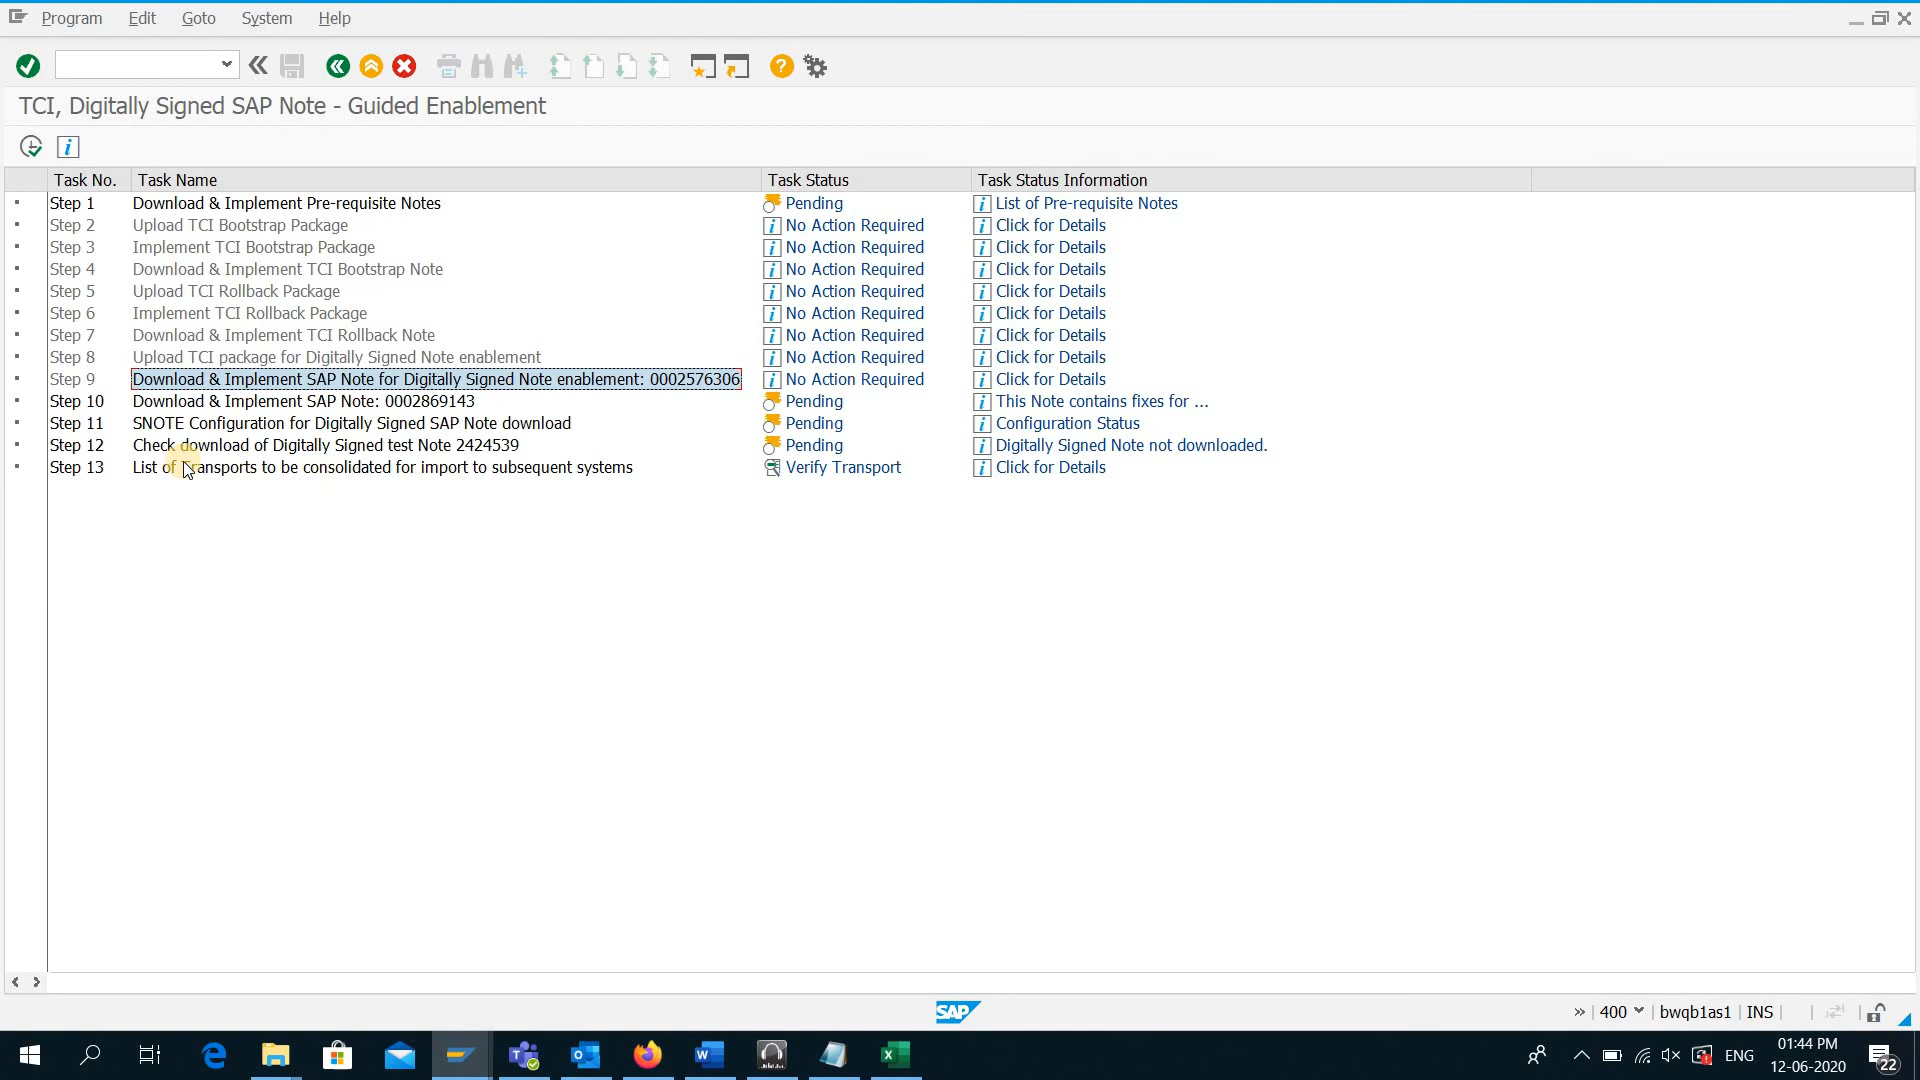 Program Edit Goto System Help
TCI, Digitally Signed SAP Note - Guided Enablement
Task No. Task Name Task Status Task Status Information
Step 1 Download & Implement Pre-requisite Notes Pending List of Pre-requisite Notes
Step 2 Upload TCI Bootstrap Package No Action Required Click for Details
Step 3 Implement TCI Bootstrap Package No Action Required Click for Details
Step 4 Download & Implement TCI Bootstrap Note No Action Required Click for Details
Step 5 Upload TCI Rollback Package No Action Required Click for Details
Step 6 Implement TCI Rollback Package No Action Required Click for Details
Step 7 Download & Implement TCI Rollback Note No Action Required Click for Details
Step 8 Upload TCI package for Digitally Signed Note enablement No Action Required Click for Details
Step 9 Download & Implement SAP Note for Digitally Signed Note enablement: 0002576306 No Action Required Click for Details
Step 10 Download & Implement SAP Note: 0002869143 Pending This Note contains fixes for ...
Step 11 SNOTE Configuration for Digitally Signed SAP Note download Pending Configuration Status
Step 12 Check download of Digitally Signed test Note 2424539 Pending Digitally Signed Note not downloaded.
Step 13 List of Transports to be consolidated for import to subsequent systems Verify Transport Click for Details
SAP 400 bwqb1as1 INS
ENG 01:44 PM 22
12-06-2020